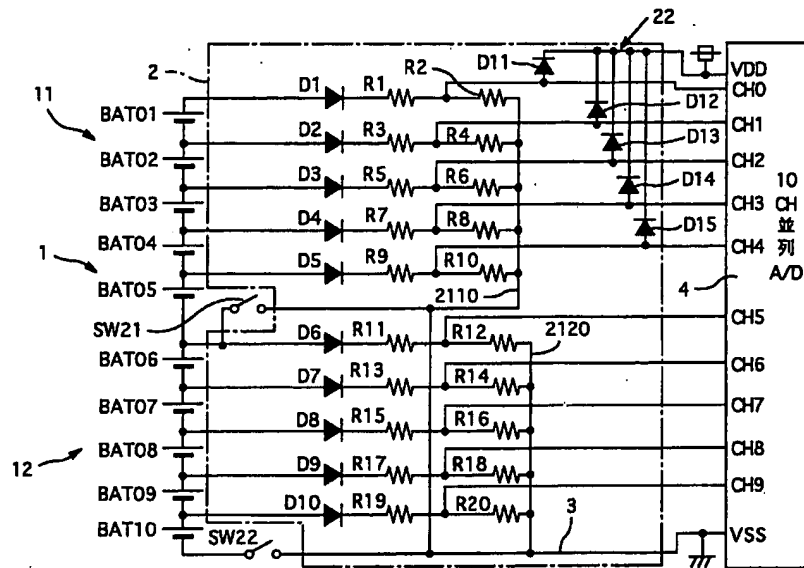 22
2
D11
VDD
CH0
D1
R1
R2
11
BAT01
D12
D2
R3
R4
CH1
D13
BAT02
D3
R5
R6
CH2
D14
10
CH
並
列
A/D
BAT03
D4
R7
R8
CH3
D15
BAT04
1
D5
R9
R10
CH4
4
BAT05
2110
SW21
CH5
D6
R11
R12
2120
BAT06
CH6
D7
R13
R14
BAT07
CH7
D8
R15
R16
12
BAT08
CH8
D9
R17
R18
BAT09
CH9
D10
R19
R20
3
BAT10
SW22
VSS